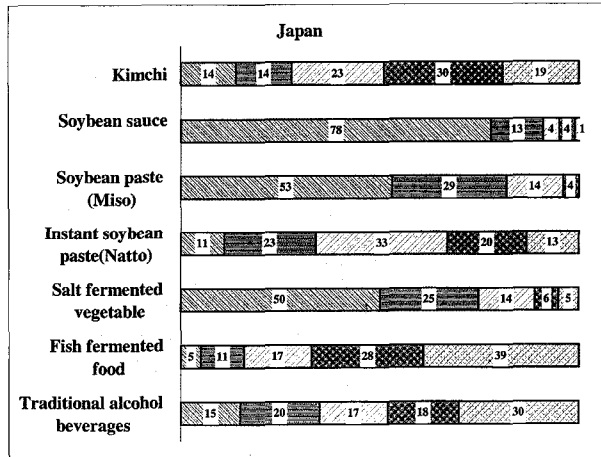 Japan
Kimchi
14 14 23 30 19
Soybean sauce
78 13 4 4 1
Soybean paste
(Miso)
53 29 14 4
Instant soybean
paste(Natto)
11 23 33 20 13
Salt fermented
vegetable
50 25 14 6 5
Fish fermented
food
5 11 17 28 39
Traditional alcohol
beverages
15 20 17 18 30